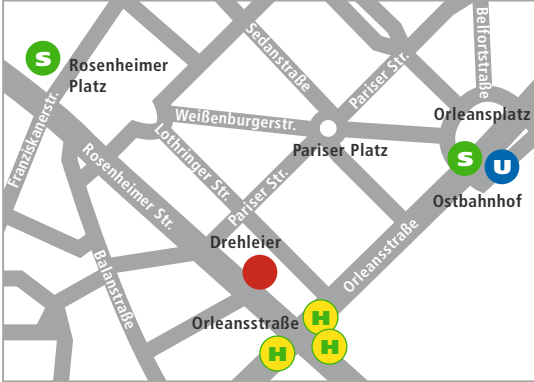 S
Rosenheimer
Platz
Franziskanerstr.
Sedanstraße
Pariser Str.
Belfortstraße
Orleansplatz
Weißenburgerstr.
Pariser Platz
Rosenheimer Str.
Lothringer Str.
Pariser Str.
S
U
Ostbahnhof
Drehleier
Balanstraße
Orleansstraße
Orleansstraße
H
H
H